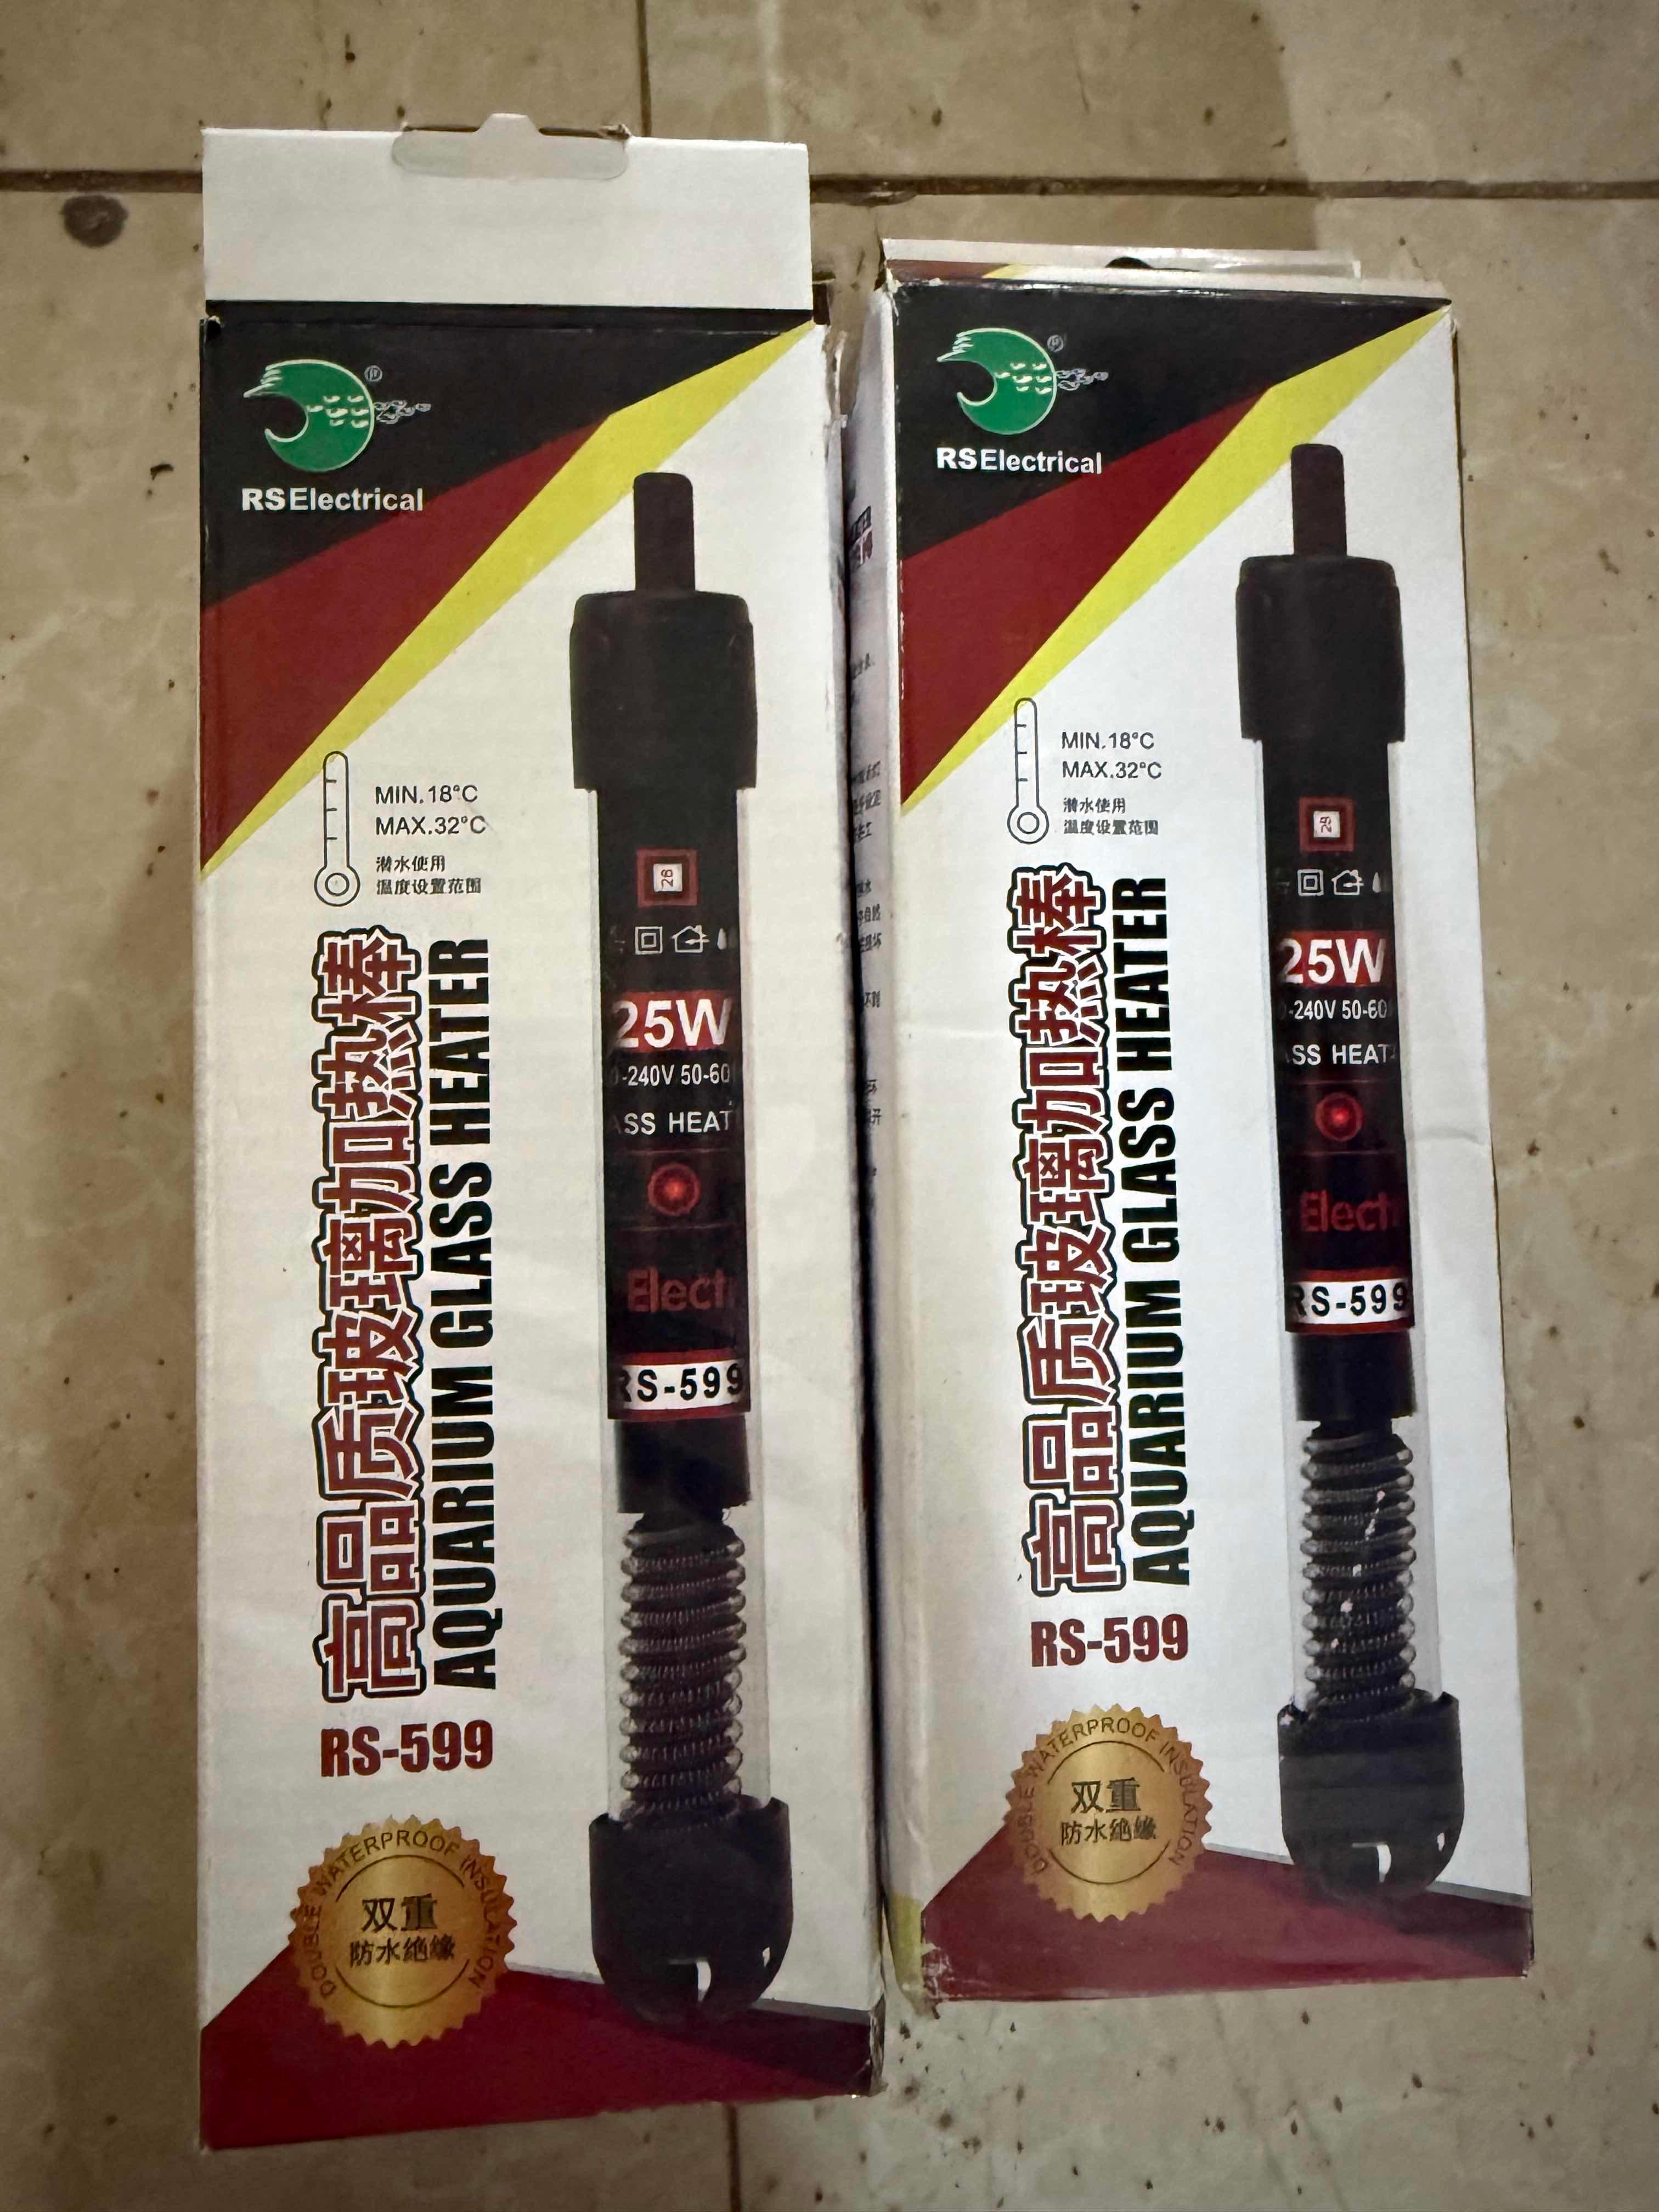 RSElectrical
MIN.18°C
MAX.32°C
潜水使用
温度设置范围
高品质玻璃加热棒
AQUARIUM GLASS HEATER
RS-599
26
25W
-240V 50-60
ASS HEAT
Elect
RS-599
DOUBLE WATERPROOF INSULATION
双重
防水绝缘
RSElectrical
MIN.18°C
MAX.32°C
潜水使用
温度设置范围
高品质玻璃加热棒
AQUARIUM GLASS HEATER
RS-599
29
25W
-240V 50-60
ASS HEAT
Elect
RS-599
DOUBLE WATERPROOF INSULATION
双重
防水绝缘